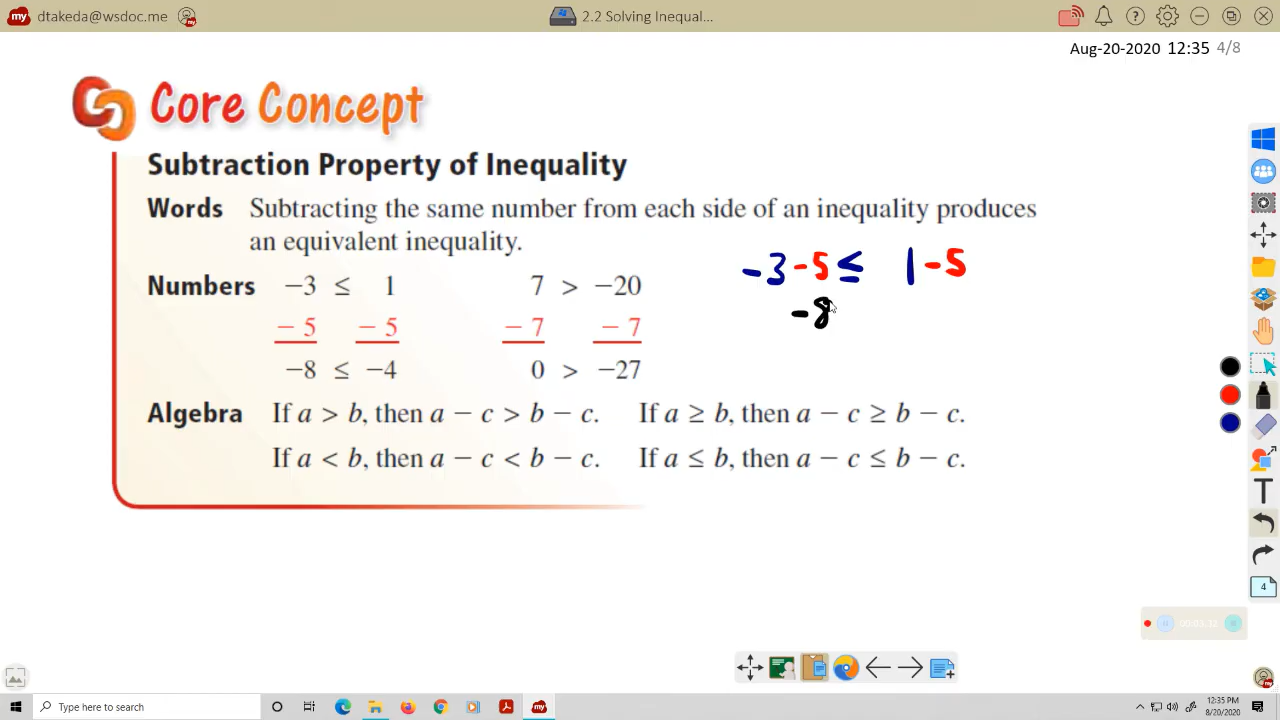 my dtakeda@wsdoc.me 2.2 Solving Inequal...
Aug-20-2020 12:35 4/8
Core Concept
Subtraction Property of Inequality
Words Subtracting the same number from each side of an inequality produces
an equivalent inequality.
-3 -5 ≤ 1 -5
Numbers −3 ≤ 1 7 > −20
-8
− 5 − 5 − 7 − 7
−8 ≤ −4 0 > −27
Algebra If a > b, then a − c > b − c. If a ≥ b, then a − c ≥ b − c.
If a < b, then a − c < b − c. If a ≤ b, then a − c ≤ b − c.
T
4
Type here to search
12:35 PM
8/20/2020